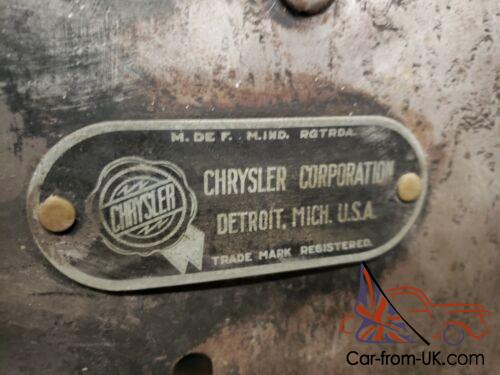 M. DE F. M.IND. RGTRDA.
CHRYSLER
CHRYSLER CORPORATION
DETROIT, MICH. U.S.A.
TRADE MARK REGISTERED.
Car-from-UK.com